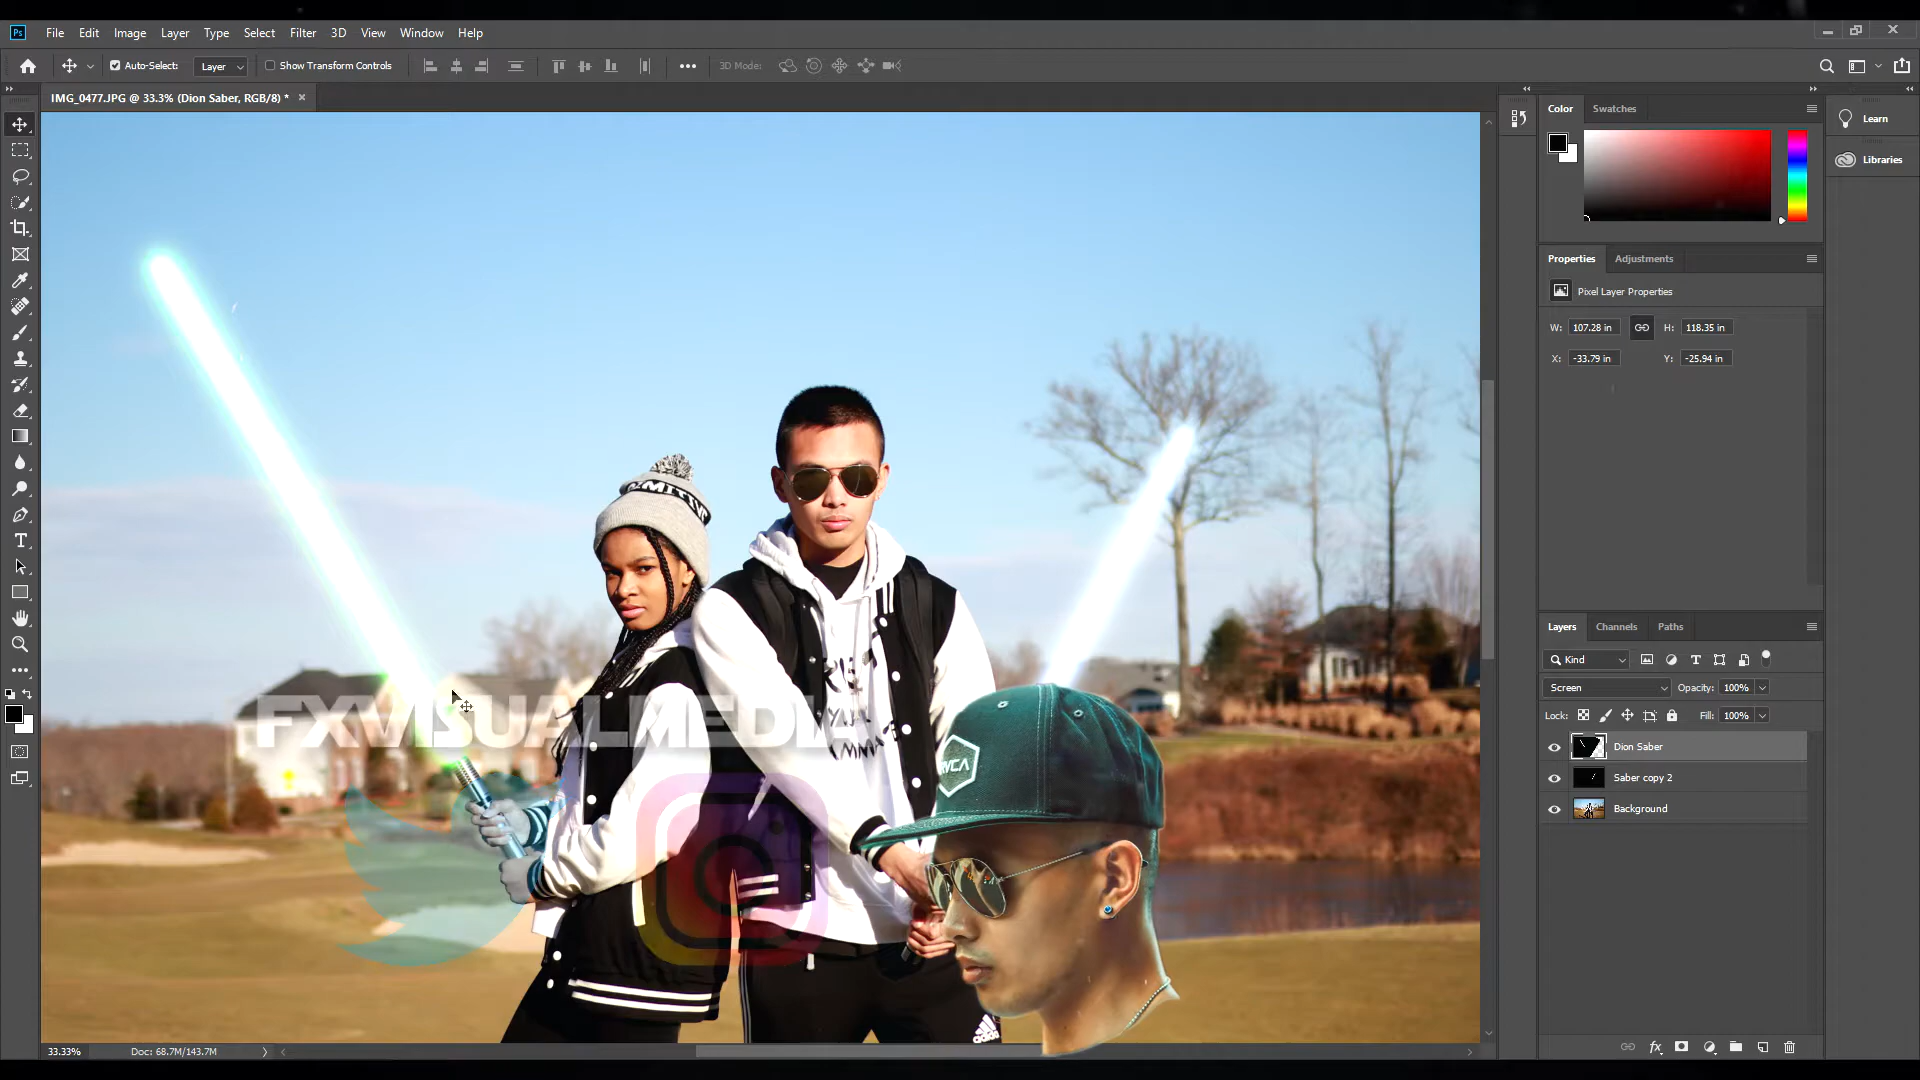 Ps File Edit Image Layer Type Select Filter 3D View Window Help
Auto-Select: Layer Show Transform Controls 3D Mode:
IMG_0477.JPG @ 33.3% (Dion Saber, RGB/8) *
Color Swatches
Learn
Libraries
Properties Adjustments
Pixel Layer Properties
W: 107.28 in H: 118.35 in
X: -33.79 in Y: -25.94 in
FXVISUALMEDIA
RVCA
Layers Channels Paths
Kind
Screen Opacity: 100%
Lock: Fill: 100%
Dion Saber
Saber copy 2
Background
33.33% Doc: 68.7M/143.7M